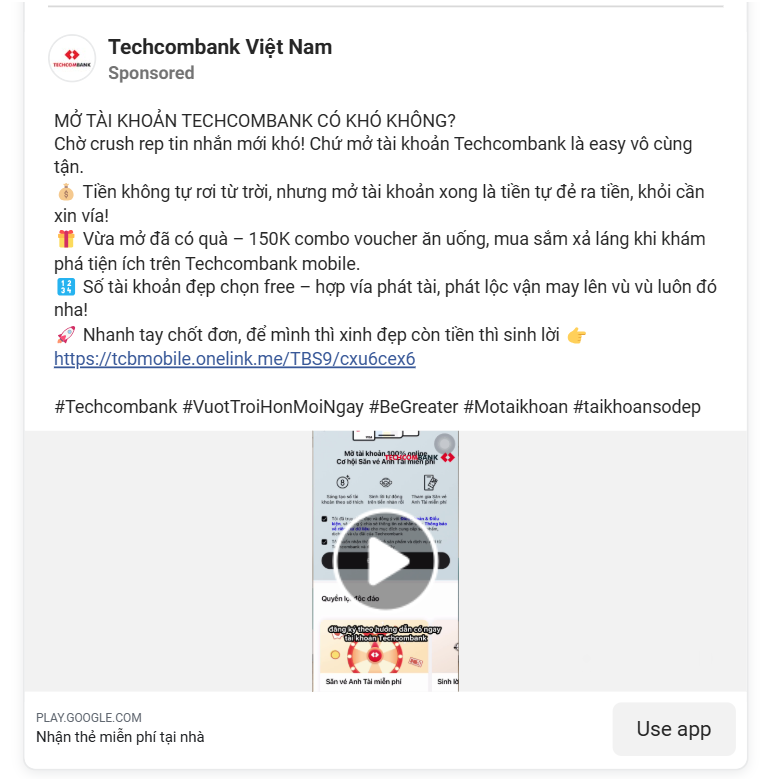 TECHCOMBANK
Techcombank Việt Nam
Sponsored
MỞ TÀI KHOẢN TECHCOMBANK CÓ KHÓ KHÔNG?
Chờ crush rep tin nhắn mới khó! Chứ mở tài khoản Techcombank là easy vô cùng
tận.
💰 Tiền không tự rơi từ trời, nhưng mở tài khoản xong là tiền tự đẻ ra tiền, khỏi cần
xin vía!
🎁 Vừa mở đã có quà – 150K combo voucher ăn uống, mua sắm xả láng khi khám
phá tiện ích trên Techcombank mobile.
🔢 Số tài khoản đẹp chọn free – hợp vía phát tài, phát lộc vận may lên vù vù luôn đó
nha!
🚀 Nhanh tay chốt đơn, để mình thì xinh đẹp còn tiền thì sinh lời 👉
https://tcbmobile.onelink.me/TBS9/cxu6cex6
#Techcombank #VuotTroiHonMoiNgay #BeGreater #Motaikhoan #taikhoansodep
Mở tài khoản 100% online
TECHCOMBANK
Cơ hội Săn vé Anh Tài miễn phí
Quyền lợi độc đáo
đăng ký theo hướng dẫn có ngay
tài khoản Techcombank
Săn vé Anh Tài miễn phí
Sinh lờ
PLAY.GOOGLE.COM
Nhận thẻ miễn phí tại nhà
Use app